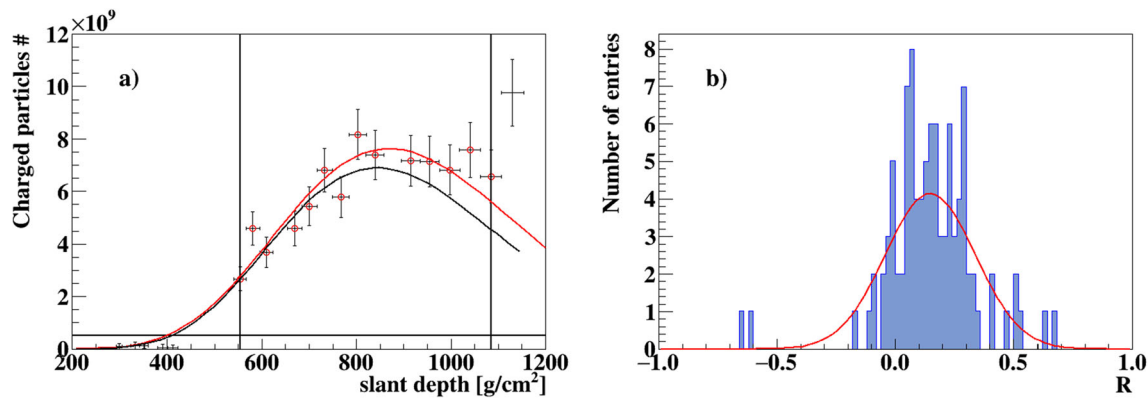 ×10⁹
a)
Charged particles #
12
10
8
6
4
2
0
200 400 600 800 1000 1200
slant depth [g/cm²]
b)
Number of entries
8
7
6
5
4
3
2
1
0
−1.0 −0.5 0.0 0.5 1.0
R